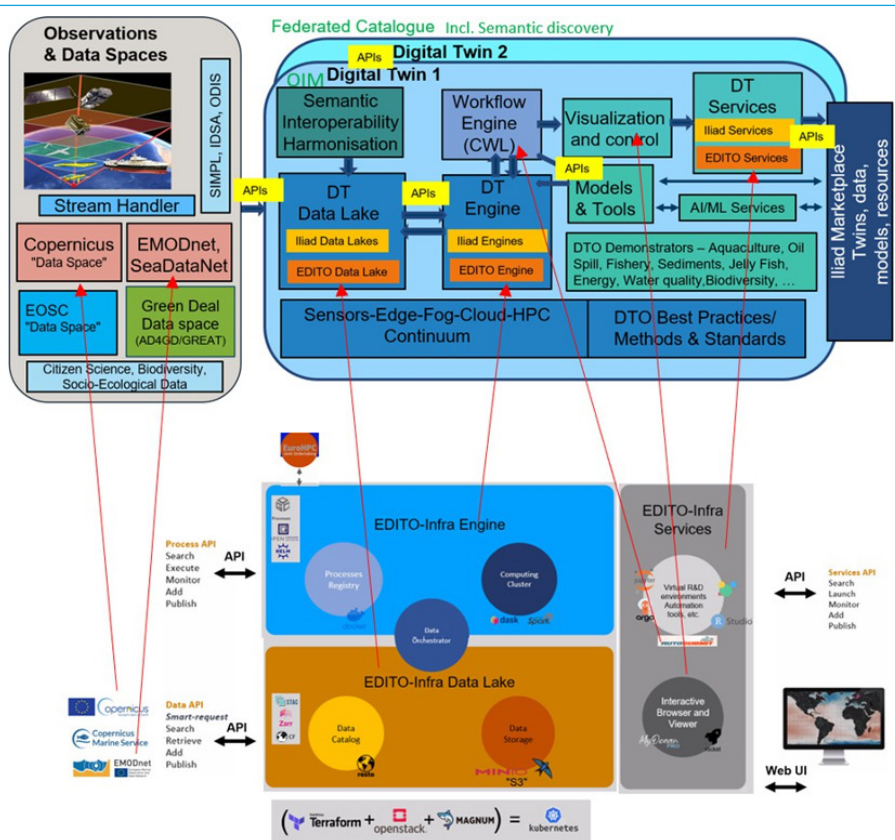 Federated Catalogue Incl. Semantic discovery
Observations
& Data Spaces
SIMPL, IDSA, ODIS
Stream Handler
Copernicus
"Data Space"
EMODnet,
SeaDataNet
EOSC
"Data Space"
Green Deal
Data space
(AD4GD/GREAT)
Citizen Science, Biodiversity,
Socio-Ecological Data
APIs
APIs
Digital Twin 2
OIM
Digital Twin 1
Semantic
Interoperability
Harmonisation
Workflow
Engine
(CWL)
Visualization
and control
DT
Services
Iliad Services
EDITO Services
APIs
DT
Data Lake
Iliad Data Lakes
EDITO Data Lake
APIs
DT
Engine
Iliad Engines
EDITO Engine
APIs
Models
& Tools
AI/ML Services
DTO Demonstrators – Aquaculture, Oil
Spill, Fishery, Sediments, Jelly Fish,
Energy, Water quality,Biodiversity, ...
Sensors-Edge-Fog-Cloud-HPC
Continuum
DTO Best Practices/
Methods & Standards
Iliad Marketplace
Twins, data,
models, resources
EuroHPC
EDITO-Infra Engine
Processes
HELM
Processes
Registry
docker
Computing
Cluster
dask
Spark
Data
Orchestrator
Process API
Search
Execute
Monitor
Add
Publish
API
EDITO-Infra
Services
jupyter
Virtual R&D
environments
Automation
tools, etc.
argo
R Studio
API
Services API
Search
Launch
Monitor
Add
Publish
EDITO-Infra Data Lake
STAC
Zarr
CF
Data
Catalog
resto
Data
Storage
MINIO
"S3"
Interactive
Browser and
Viewer
MyOcean
PRO
Web UI
opernicus
Copernicus
Marine Service
EMODnet
Data API
Smart-request
Search
Retrieve
Add
Publish
API
( Terraform + openstack. + MAGNUM ) = kubernetes